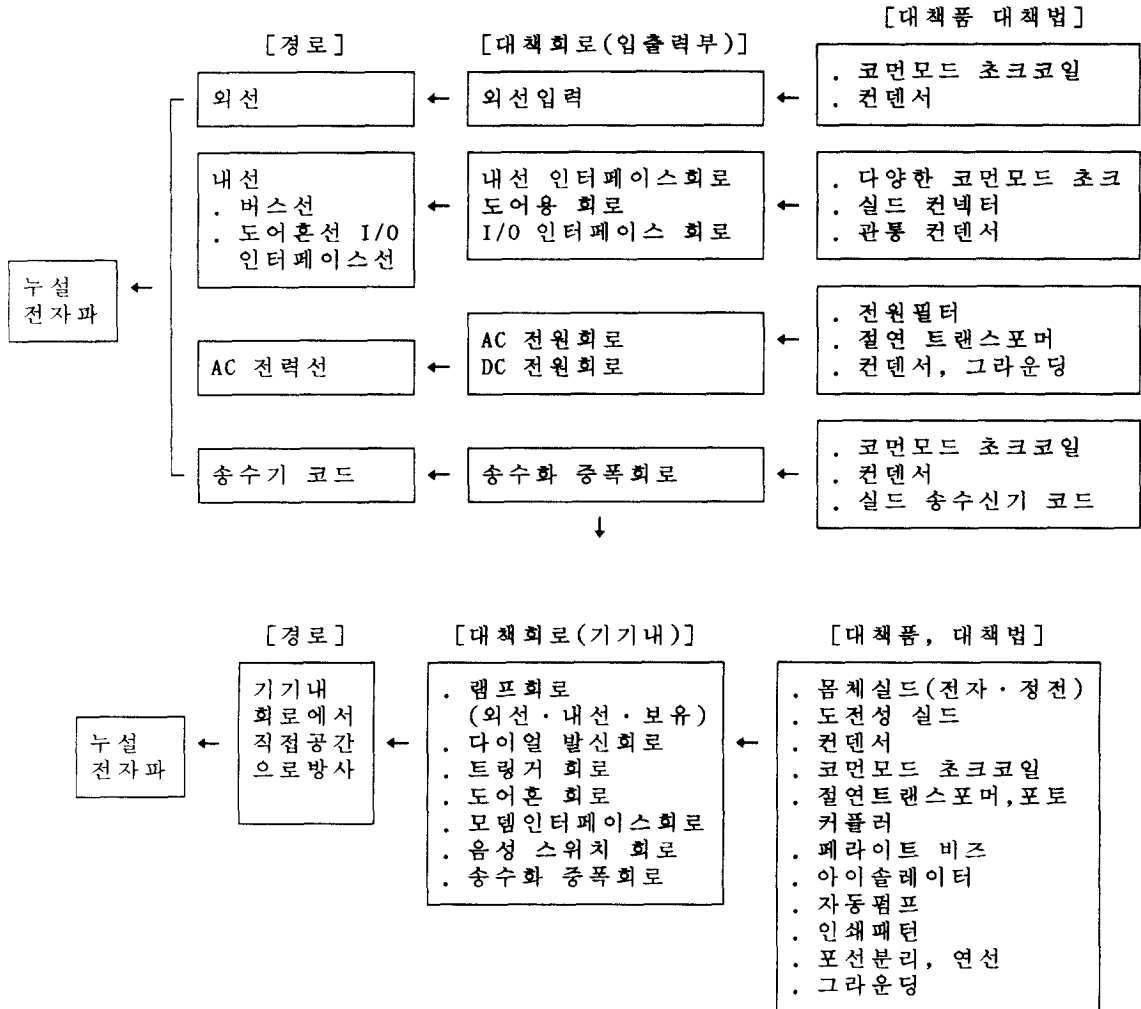 [대책품 대책법]
[경로]
[대책회로(입출력부)]
외선
외선입력
. 코먼모드 초크코일
. 컨덴서
내선
. 버스선
. 도어혼선 I/O
인터페이스선
내선 인터페이스회로
도어용 회로
I/O 인터페이스 회로
. 다양한 코먼모드 초크
. 실드 컨넥터
. 관통 컨덴서
누설
전자파
AC 전력선
AC 전원회로
DC 전원회로
. 전원필터
. 절연 트랜스포머
. 컨덴서, 그라운딩
송수기 코드
송수화 증폭회로
. 코먼모드 초크코일
. 컨덴서
. 실드 송수신기 코드
[경로]
[대책회로(기기내)]
[대책품, 대책법]
누설
전자파
기기내
회로에서
직접공간
으로방사
. 램프회로
(외선·내선·보유)
. 다이얼 발신회로
. 트링거 회로
. 도어혼 회로
. 모뎀인터페이스회로
. 음성 스위치 회로
. 송수화 증폭회로
. 몸체실드(전자·정전)
. 도전성 실드
. 컨덴서
. 코먼모드 초크코일
. 절연트랜스포머,포토
커플러
. 페라이트 비즈
. 아이솔레이터
. 자동펌프
. 인쇄패턴
. 포선분리, 연선
. 그라운딩